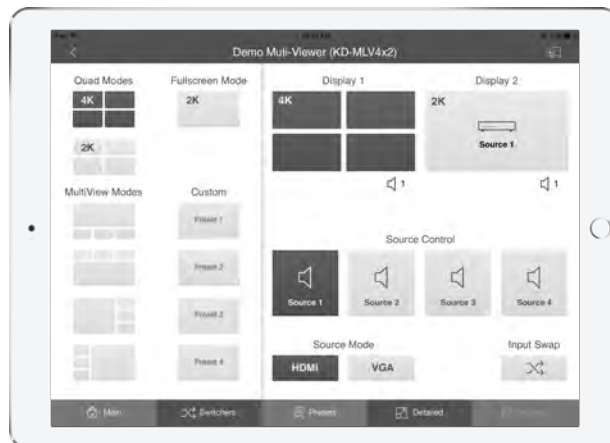 Demo Muti-Viewer (KD-MLV4x2)
Quad Modes
Fullscreen Mode
4K
2K
2K
MultiView Modes
Custom
Preset 1
Preset 2
Preset 3
Preset 4
Display 1
Display 2
4K
2K
Source 1
1
1
Source Control
Source 1
Source 2
Source 3
Source 4
Source Mode
Input Swap
HDMI
VGA
Main
Switchers
Presets
Detailed